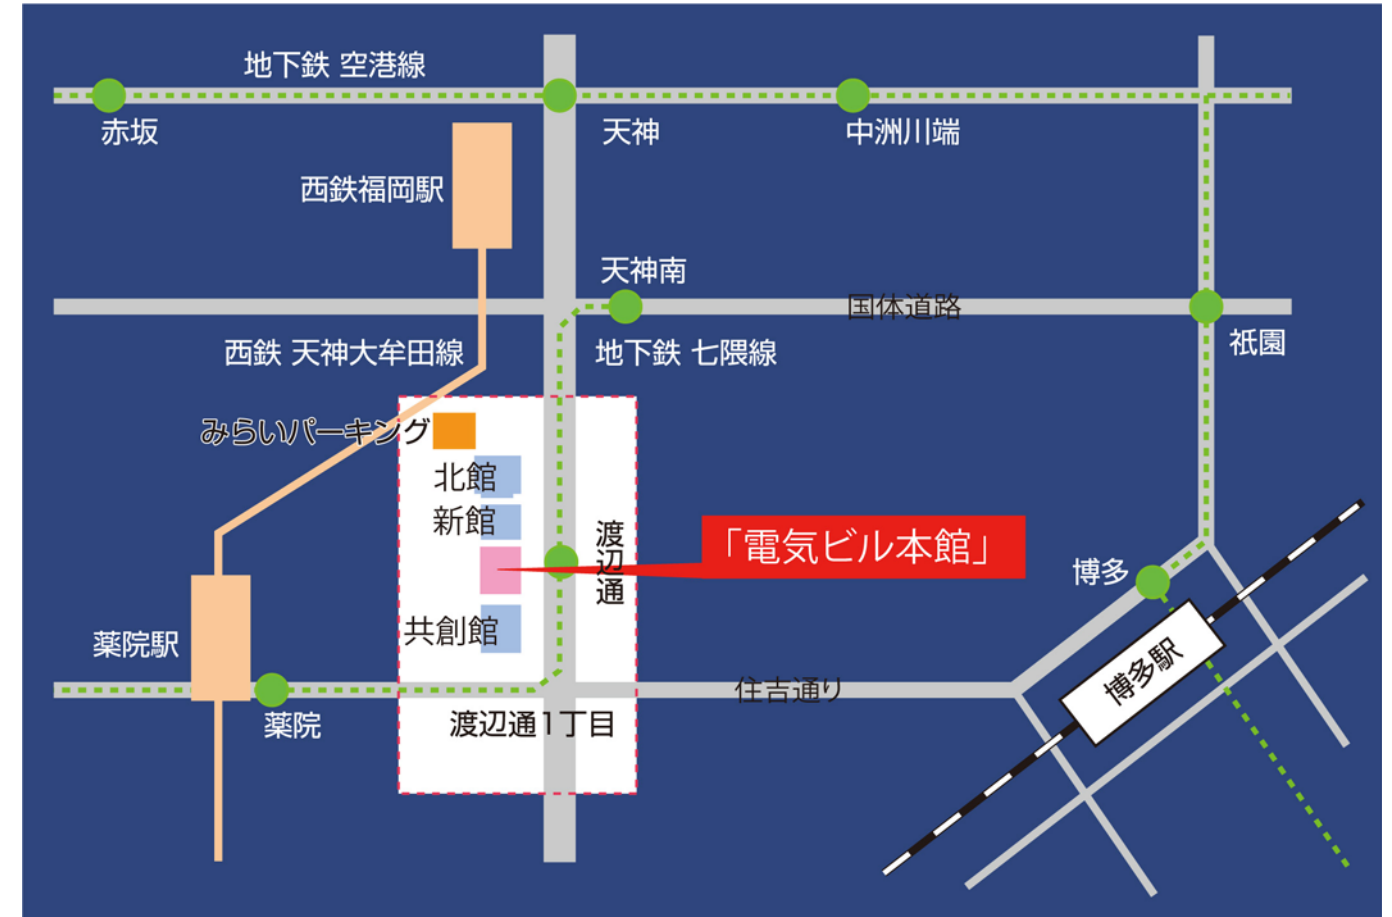 地下鉄 空港線
赤坂
天神
中洲川端
西鉄福岡駅
天神南
国体道路
祇園
西鉄 天神大牟田線
地下鉄 七隈線
みらいパーキング
北館
新館
渡辺通
「電気ビル本館」
博多
共創館
薬院駅
博多駅
住吉通り
薬院
渡辺通1丁目